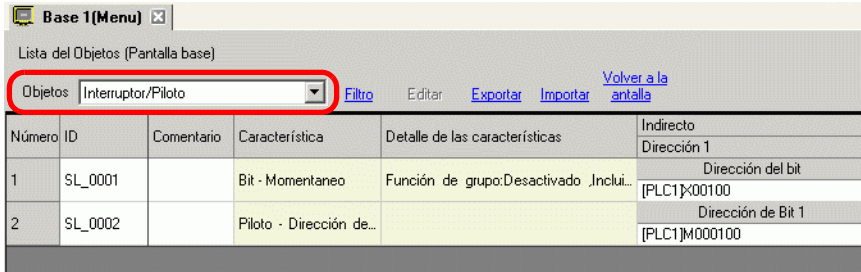 Base 1(Menu)
Lista del Objetos (Pantalla base)
Objetos Interruptor/Piloto Filtro Editar Exportar Importar Volver a la antalla
Número ID Comentario Característica Detalle de las características Indirecto
Dirección 1
1 SL_0001 Bit - Momentaneo Función de grupo:Desactivado ,Inclui... Dirección del bit
[PLC1]X00100
2 SL_0002 Piloto - Dirección de... Dirección de Bit 1
[PLC1]M000100